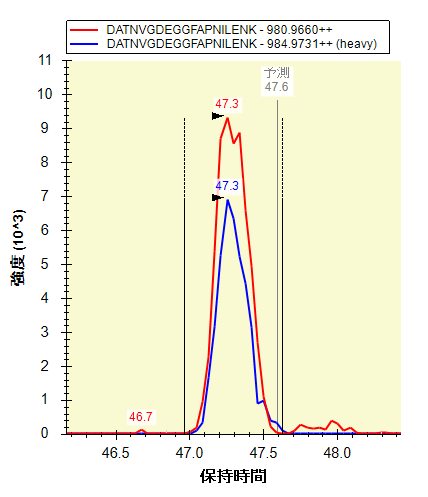 DATNVGDEGGFAPNILENK - 980.9660++
DATNVGDEGGFAPNILENK - 984.9731++ (heavy)
予測
47.6
47.3
47.3
46.7
11
10
9
8
7
6
5
4
3
2
1
0
強度 (10^3)
46.5 47.0 47.5 48.0
保持時間